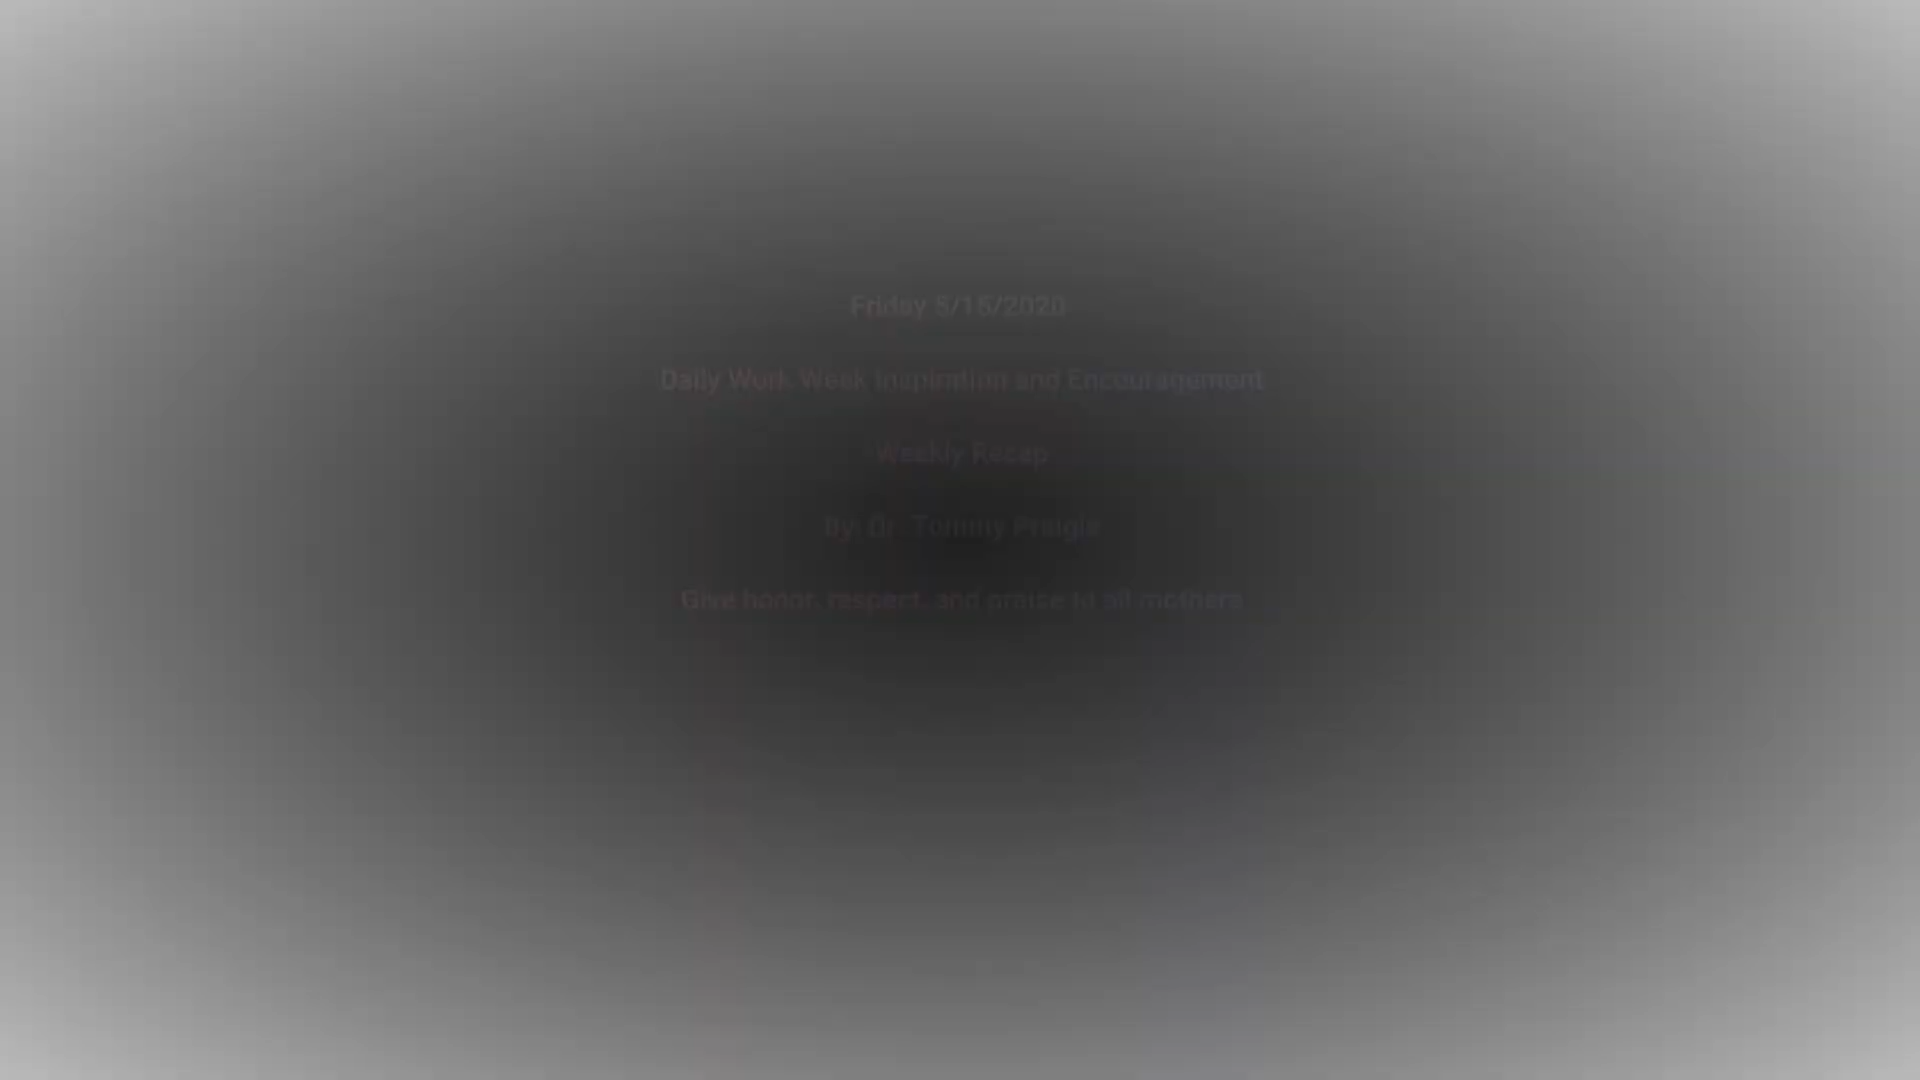 Friday 5/15/2020
Daily Work Week Inspiration and Encouragement
Weekly Recap
By: Dr. Tommy
Give honor, respect, and praise to all mothers